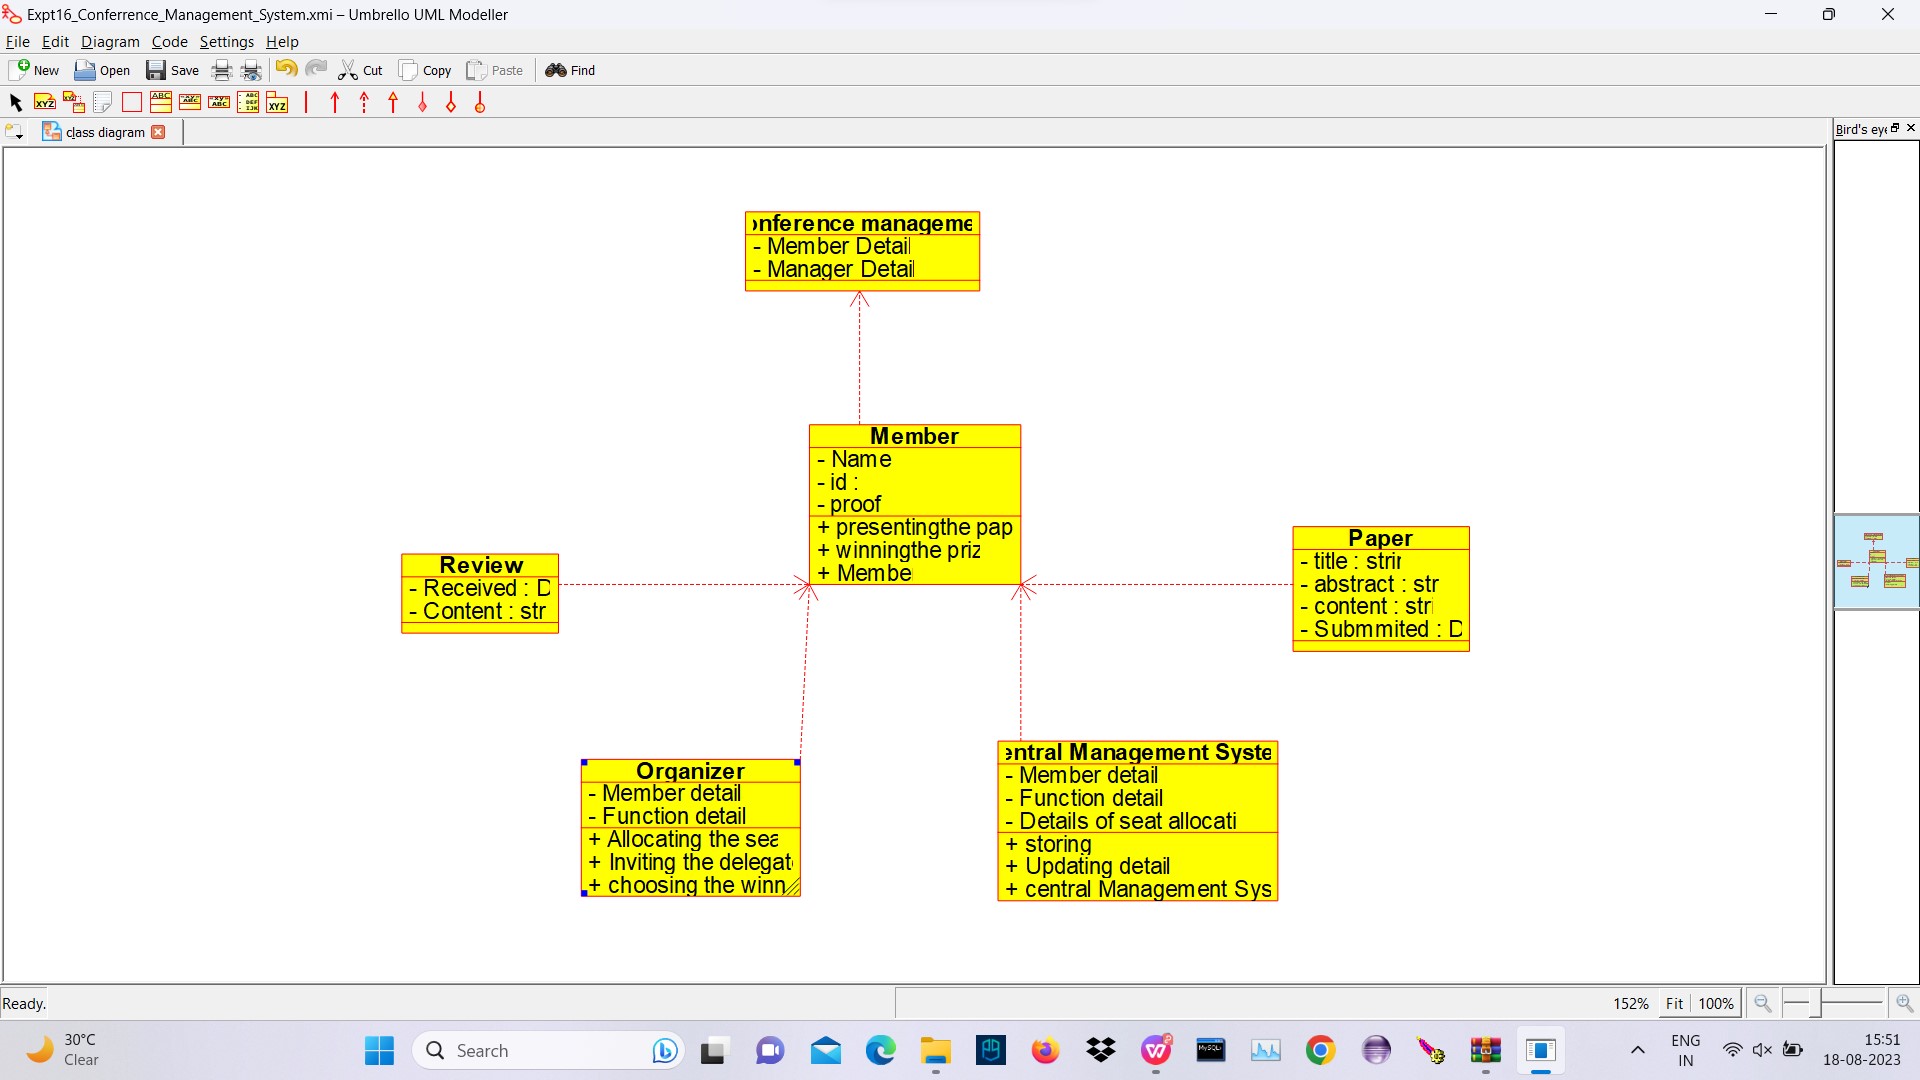 Expt16_Conferrence_Management_System.xmi – Umbrello UML Modeller
File Edit Diagram Code Settings Help
New Open Save Cut Copy Paste Find
class diagram
Bird's eye
onference manageme
- Member Detail
- Manager Detail
Member
- Name
- id :
- proof
+ presentingthe pap
+ winningthe priz
+ Membe
Review
- Received : D
- Content : str
Paper
- title : strir
- abstract : str
- content : stri
- Submmited : D
Organizer
- Member detail
- Function detail
+ Allocating the sea
+ Inviting the delegat
+ choosing the winn
entral Management Syste
- Member detail
- Function detail
- Details of seat allocati
+ storing
+ Updating detail
+ central Management Sys
Ready.
152% Fit 100%
30°C
Clear
Search
ENG
IN
15:51
18-08-2023